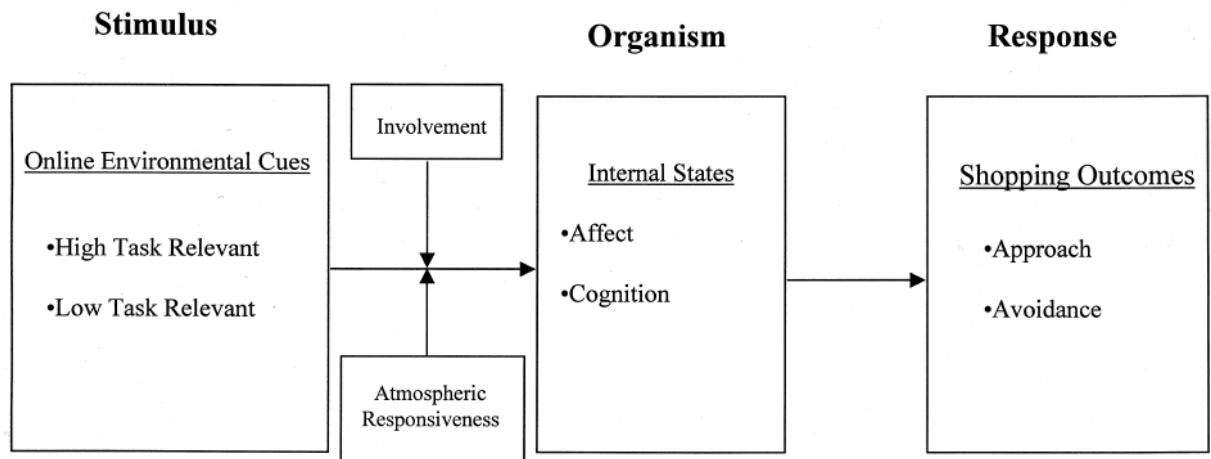 Stimulus
Organism
Response
Online Environmental Cues
•High Task Relevant
•Low Task Relevant
Involvement
Atmospheric
Responsiveness
Internal States
•Affect
•Cognition
Shopping Outcomes
•Approach
•Avoidance